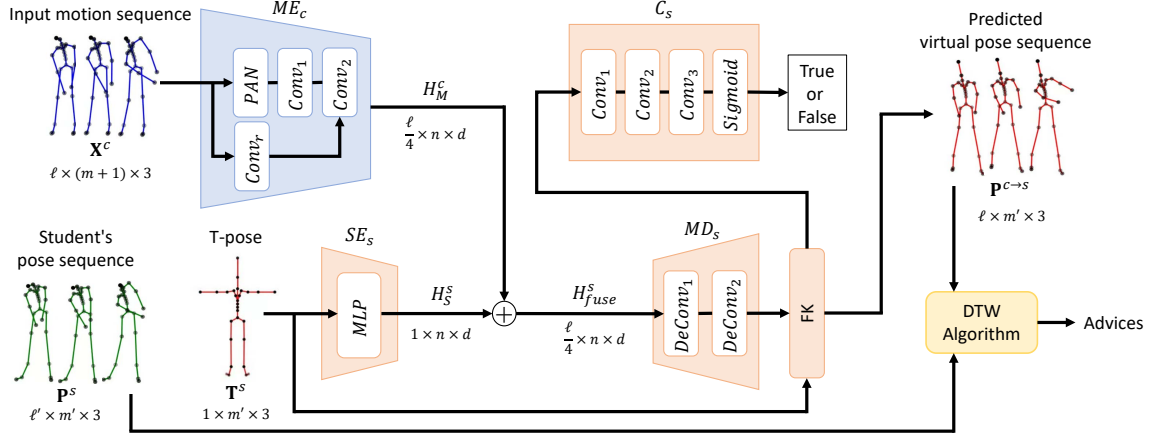 Input motion sequence
X^c
ℓ × (m + 1) × 3
ME_c
PAN
Conv_1
Conv_2
Conv_r
H_M^c
ℓ/4 × n × d
C_s
Conv_1
Conv_2
Conv_3
Sigmoid
True
or
False
Predicted
virtual pose sequence
P^{c→s}
ℓ × m′ × 3
Student's
pose sequence
P^s
ℓ′ × m′ × 3
T-pose
T^s
1 × m′ × 3
SE_s
MLP
H_S^s
1 × n × d
H_{fuse}^s
ℓ/4 × n × d
MD_s
DeConv_1
DeConv_2
FK
DTW
Algorithm
Advices